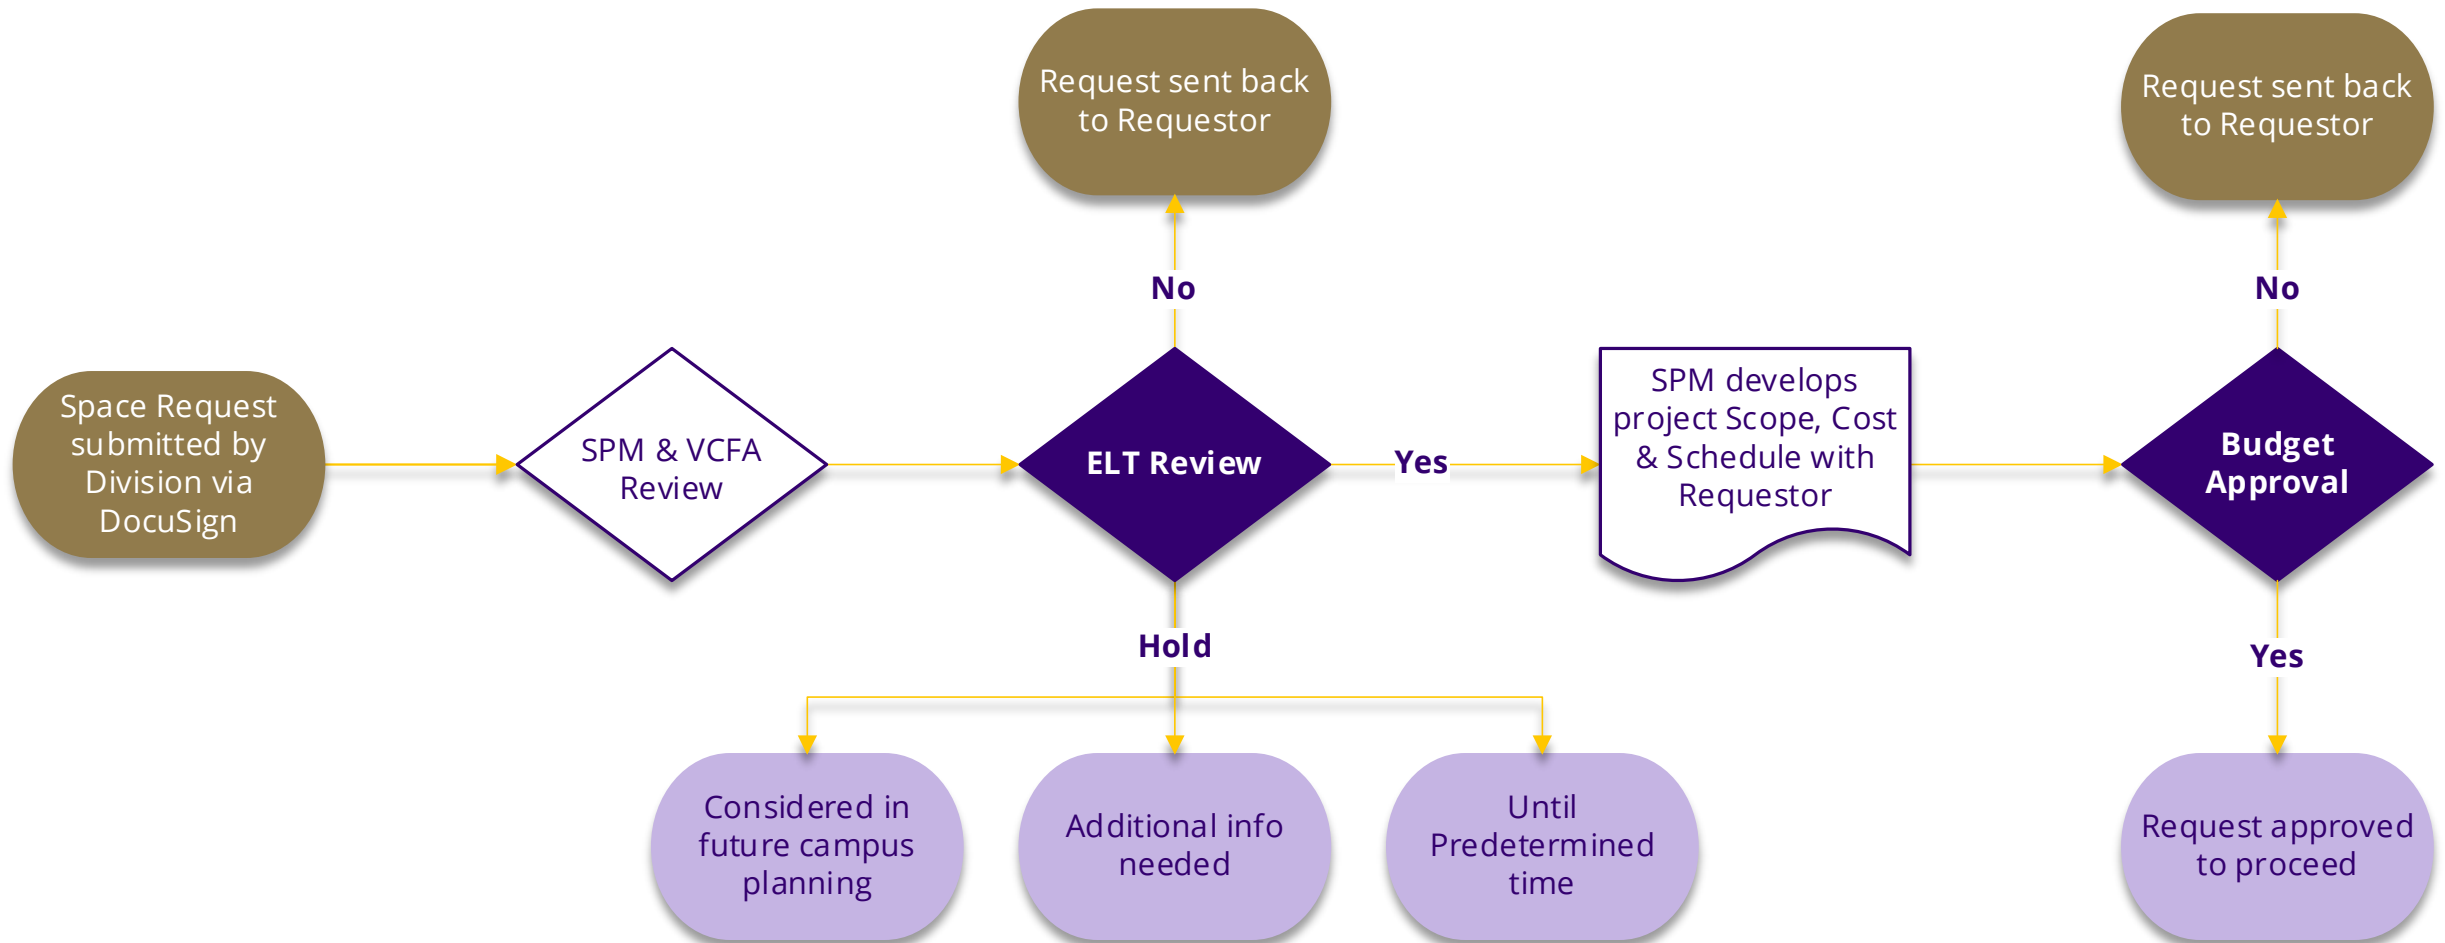 Request sent back
to Requestor
Request sent back
to Requestor
No
No
Space Request
submitted by
Division via
DocuSign
SPM & VCFA
Review
ELT Review
Yes
SPM develops
project Scope, Cost
& Schedule with
Requestor
Budget
Approval
Hold
Yes
Considered in
future campus
planning
Additional info
needed
Until
Predetermined
time
Request approved
to proceed